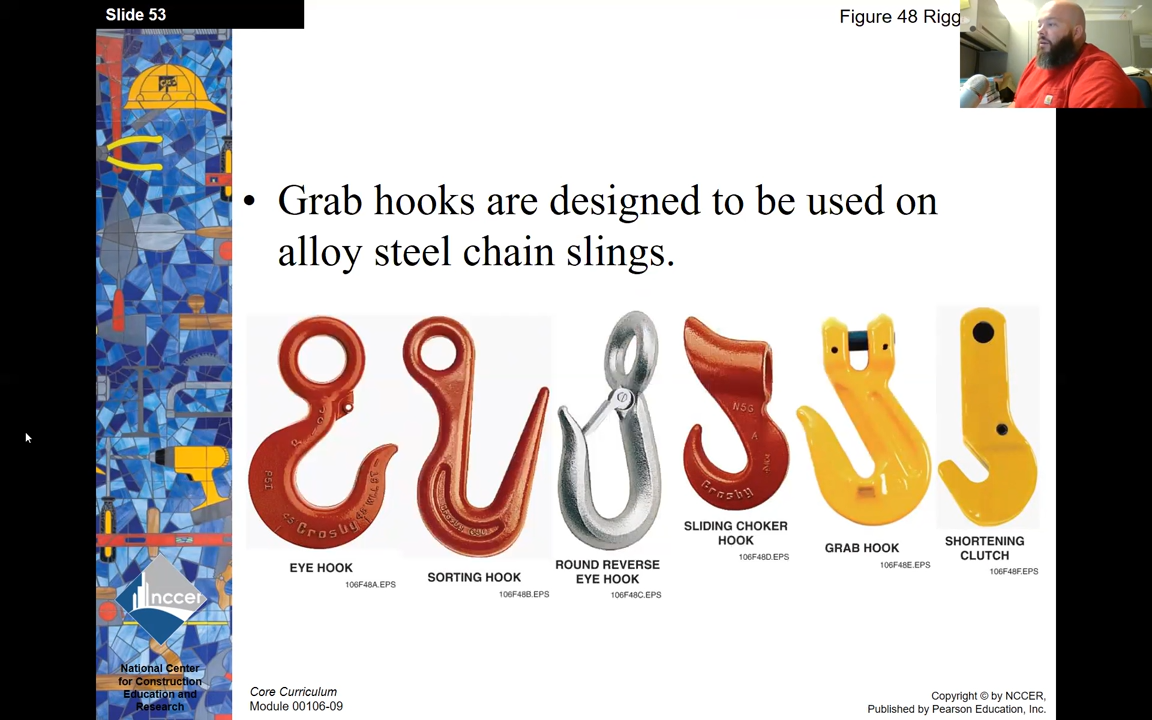 Slide 53
Figure 48 Rigg
• Grab hooks are designed to be used on
alloy steel chain slings.
Crosby
Crosby
EYE HOOK
106F48A.EPS
SORTING HOOK
106F48B.EPS
ROUND REVERSE
EYE HOOK
106F48C.EPS
SLIDING CHOKER
HOOK
106F48D.EPS
GRAB HOOK
106F48E.EPS
SHORTENING
CLUTCH
106F48F.EPS
nccer
National Center
for Construction
Education and
Research
Core Curriculum
Module 00106-09
Copyright © by NCCER,
Published by Pearson Education, Inc.